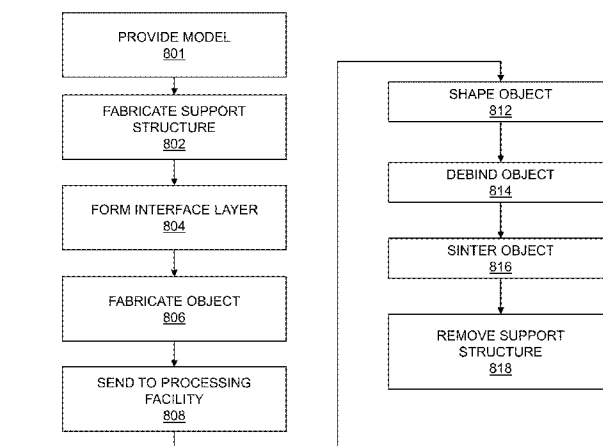 PROVIDE MODEL
801
FABRICATE SUPPORT
STRUCTURE
802
FORM INTERFACE LAYER
804
FABRICATE OBJECT
806
SEND TO PROCESSING
FACILITY
808
SHAPE OBJECT
812
DEBIND OBJECT
814
SINTER OBJECT
816
REMOVE SUPPORT
STRUCTURE
818